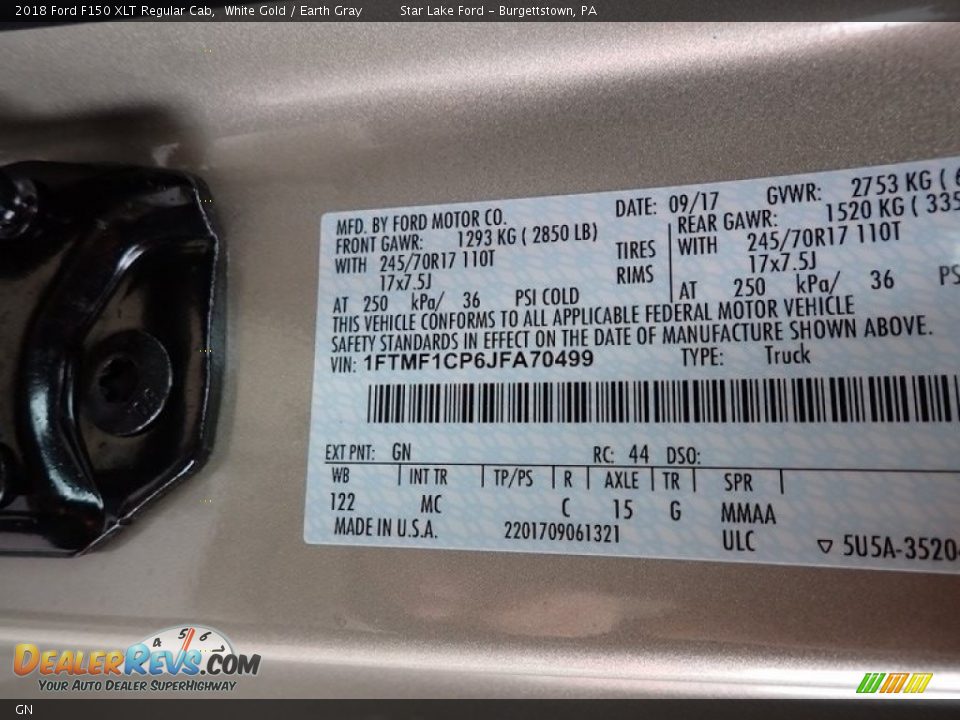 2018 Ford F150 XLT Regular Cab, White Gold / Earth Gray Star Lake Ford - Burgettstown, PA
MFD. BY FORD MOTOR CO. DATE: 09/17 GVWR: 2753 KG (
FRONT GAWR: 1293 KG ( 2850 LB) REAR GAWR: 1520 KG ( 335
WITH 245/70R17 110T TIRES WITH 245/70R17 110T
17x7.5J RIMS 17x7.5J
AT 250 kPa/ 36 PSI COLD AT 250 kPa/ 36 PS
THIS VEHICLE CONFORMS TO ALL APPLICABLE FEDERAL MOTOR VEHICLE
SAFETY STANDARDS IN EFFECT ON THE DATE OF MANUFACTURE SHOWN ABOVE.
VIN: 1FTMF1CP6JFA70499 TYPE: Truck
EXT PNT: GN RC: 44 DSO:
WB INT TR TP/PS R AXLE TR SPR
122 MC C 15 G MMAA
MADE IN U.S.A. 2201709061321 ULC ▽ 5U5A-3520
4 5 6
DEALERREVS.COM
YOUR AUTO DEALER SUPERHIGHWAY
GN